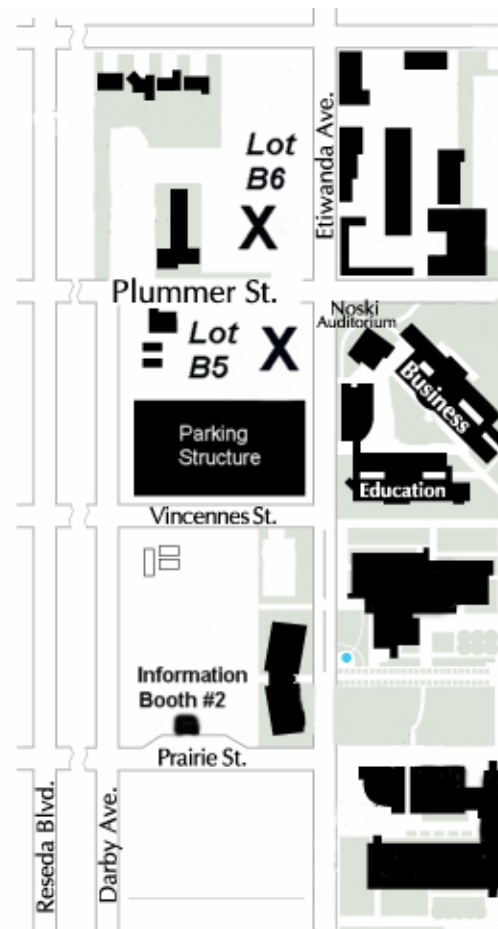 Lot
B6
X
Etiwanda Ave.
Plummer St.
Noski
Auditorium
Lot
B5
X
Business
Parking
Structure
Education
Vincennes St.
Information
Booth #2
Prairie St.
Reseda Blvd.
Darby Ave.